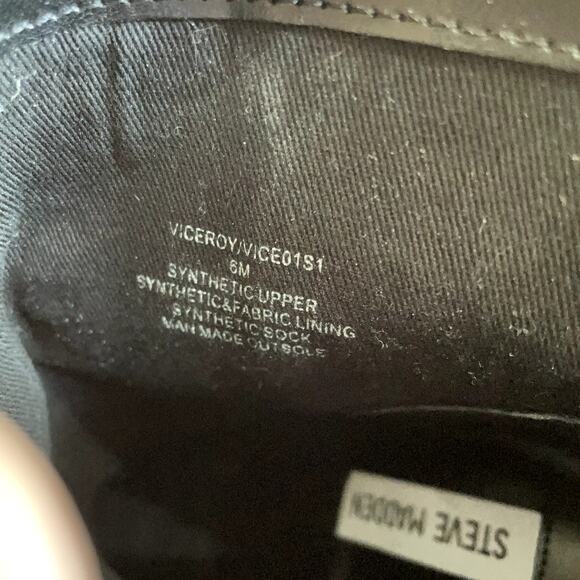 VICEROY/VICE01S1
6M
SYNTHETIC UPPER
SYNTHETIC&FABRIC LINING
SYNTHETIC SOCK
MAN MADE OUTSOLE
STEVE MADDEN